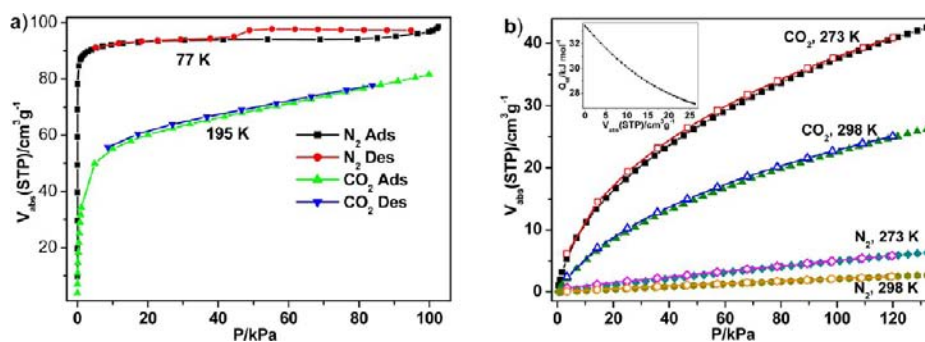 a)
V_abs(STP)/cm³g⁻¹
100
80
60
40
20
77 K
195 K
N₂ Ads
N₂ Des
CO₂ Ads
CO₂ Des
0 20 40 60 80 100
P/kPa
b)
V_abs(STP)/cm³g⁻¹
40
30
20
10
0
Q_st/kJ mol⁻¹
34
32
30
28
0 5 10 15 20 25
V_abs(STP)/cm³g⁻¹
CO₂, 273 K
CO₂, 298 K
N₂, 273 K
N₂, 298 K
0 20 40 60 80 100 120
P/kPa